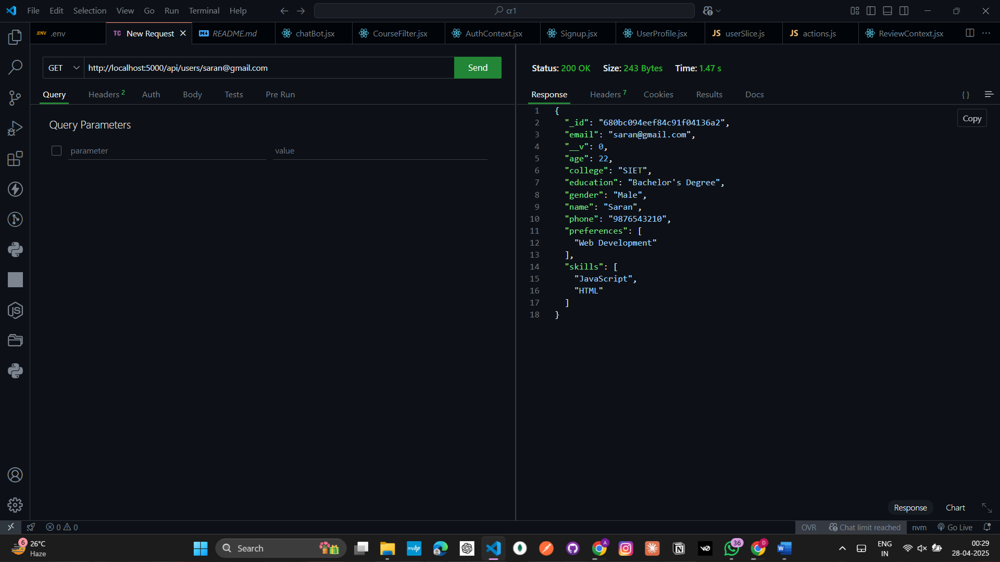 File Edit Selection View Go Run Terminal Help cr1
.ENV .env TC New Request README.md chatBot.jsx CourseFilter.jsx AuthContext.jsx Signup.jsx UserProfile.jsx JS userSlice.js JS actions.js ReviewContext.jsx
GET http://localhost:5000/api/users/saran@gmail.com Send
Query Headers 2 Auth Body Tests Pre Run
Query Parameters
parameter value
Status: 200 OK Size: 243 Bytes Time: 1.47 s
Response Headers 7 Cookies Results Docs { }
Copy
1 {
2 "_id": "680bc094eef84c91f04136a2",
3 "email": "saran@gmail.com",
4 "__v": 0,
5 "age": 22,
6 "college": "SIET",
7 "education": "Bachelor's Degree",
8 "gender": "Male",
9 "name": "Saran",
10 "phone": "9876543210",
11 "preferences": [
12 "Web Development"
13 ],
14 "skills": [
15 "JavaScript",
16 "HTML"
17 ]
18 }
Response Chart
0 0 OVR Chat limit reached nvm Go Live
6 26°C
Haze
Search
myhp
A
36
D
ENG
IN
00:29
28-04-2025